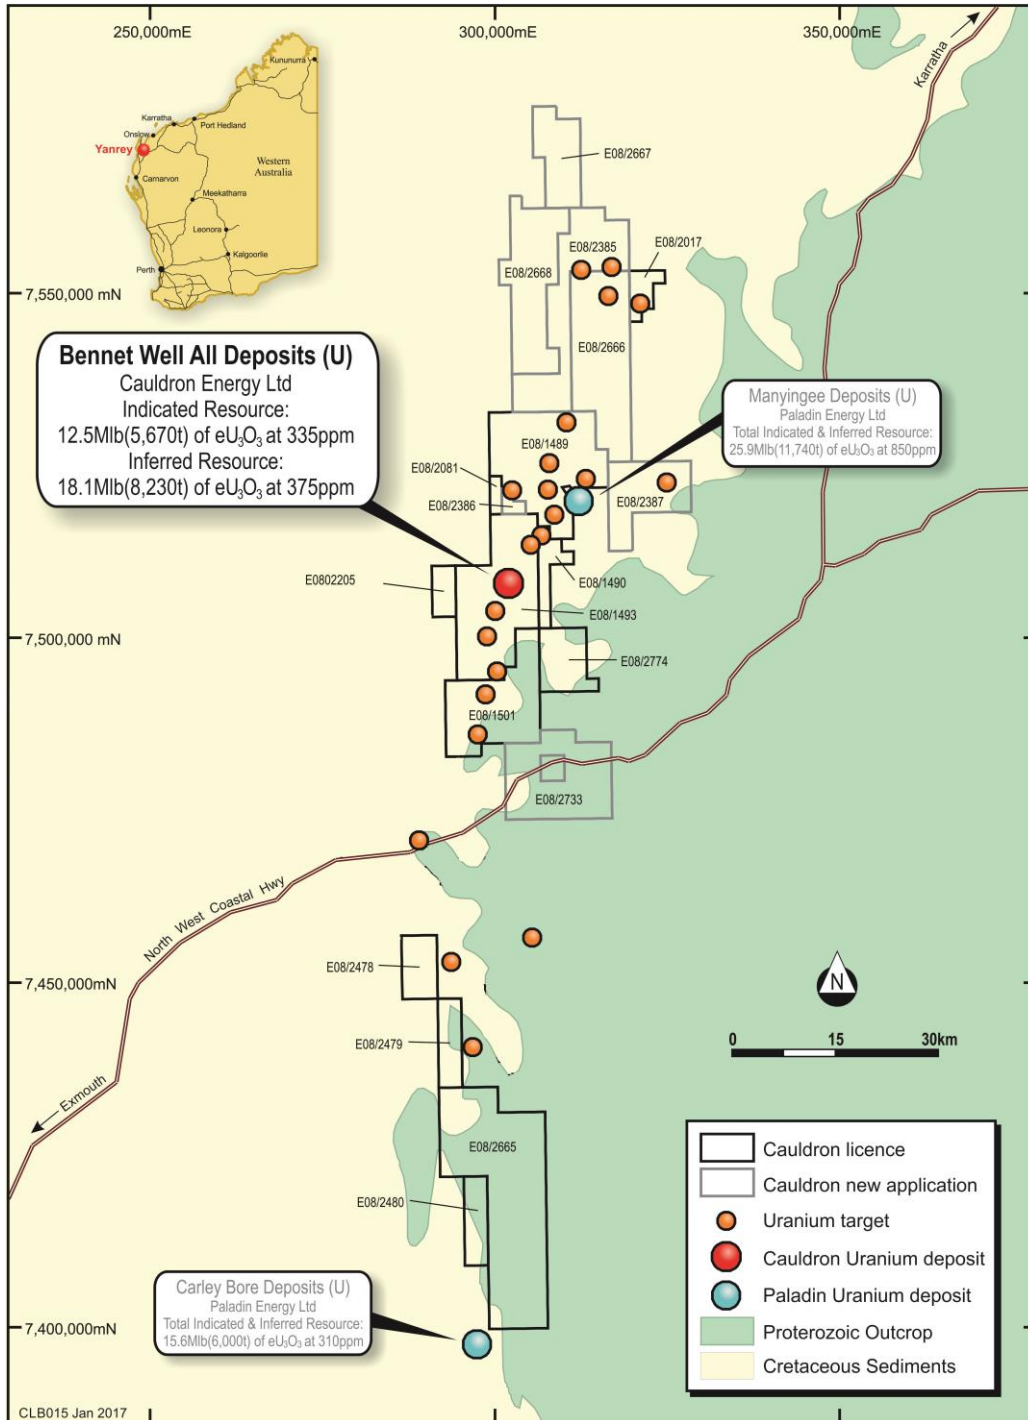 250,000mE
300,000mE
350,000mE
Karratha
Kununurra
Karratha
Port Hedland
Onslow
Yanrey
Western
Australia
Carnarvon
Meekatharra
Leonora
Kalgoorlie
Perth
E08/2667
E08/2385
E08/2017
E08/2668
7,550,000 mN
E08/2666
Bennet Well All Deposits (U)
Cauldron Energy Ltd
Indicated Resource:
12.5Mlb(5,670t) of eU₃O₃ at 335ppm
Inferred Resource:
18.1Mlb(8,230t) of eU₃O₃ at 375ppm
Manyingee Deposits (U)
Paladin Energy Ltd
Total Indicated & Inferred Resource:
25.9Mlb(11,740t) of eU₃O₃ at 850ppm
E08/1489
E08/2081
E08/2386
E08/2387
E0802205
E08/1490
E08/1493
7,500,000 mN
E08/2774
E08/1501
E08/2733
North West Coastal Hwy
E08/2478
7,450,000mN
N
E08/2479
0 15 30km
Exmouth
E08/2665
E08/2480
Cauldron licence
Cauldron new application
Uranium target
Cauldron Uranium deposit
Paladin Uranium deposit
Proterozoic Outcrop
Cretaceous Sediments
Carley Bore Deposits (U)
Paladin Energy Ltd
Total Indicated & Inferred Resource:
15.6Mlb(6,000t) of eU₃O₃ at 310ppm
7,400,000mN
CLB015 Jan 2017